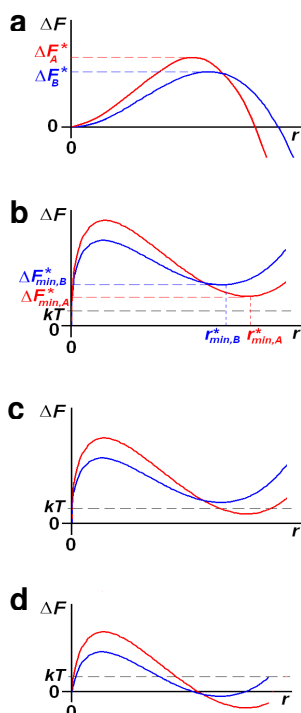 a
ΔF
ΔF*A
ΔF*B
0
r
0
b
ΔF
ΔF*min,B
ΔF*min,A
kT
0
r*min,B
r*min,A
r
0
c
ΔF
kT
0
r
0
d
ΔF
kT
0
r
0